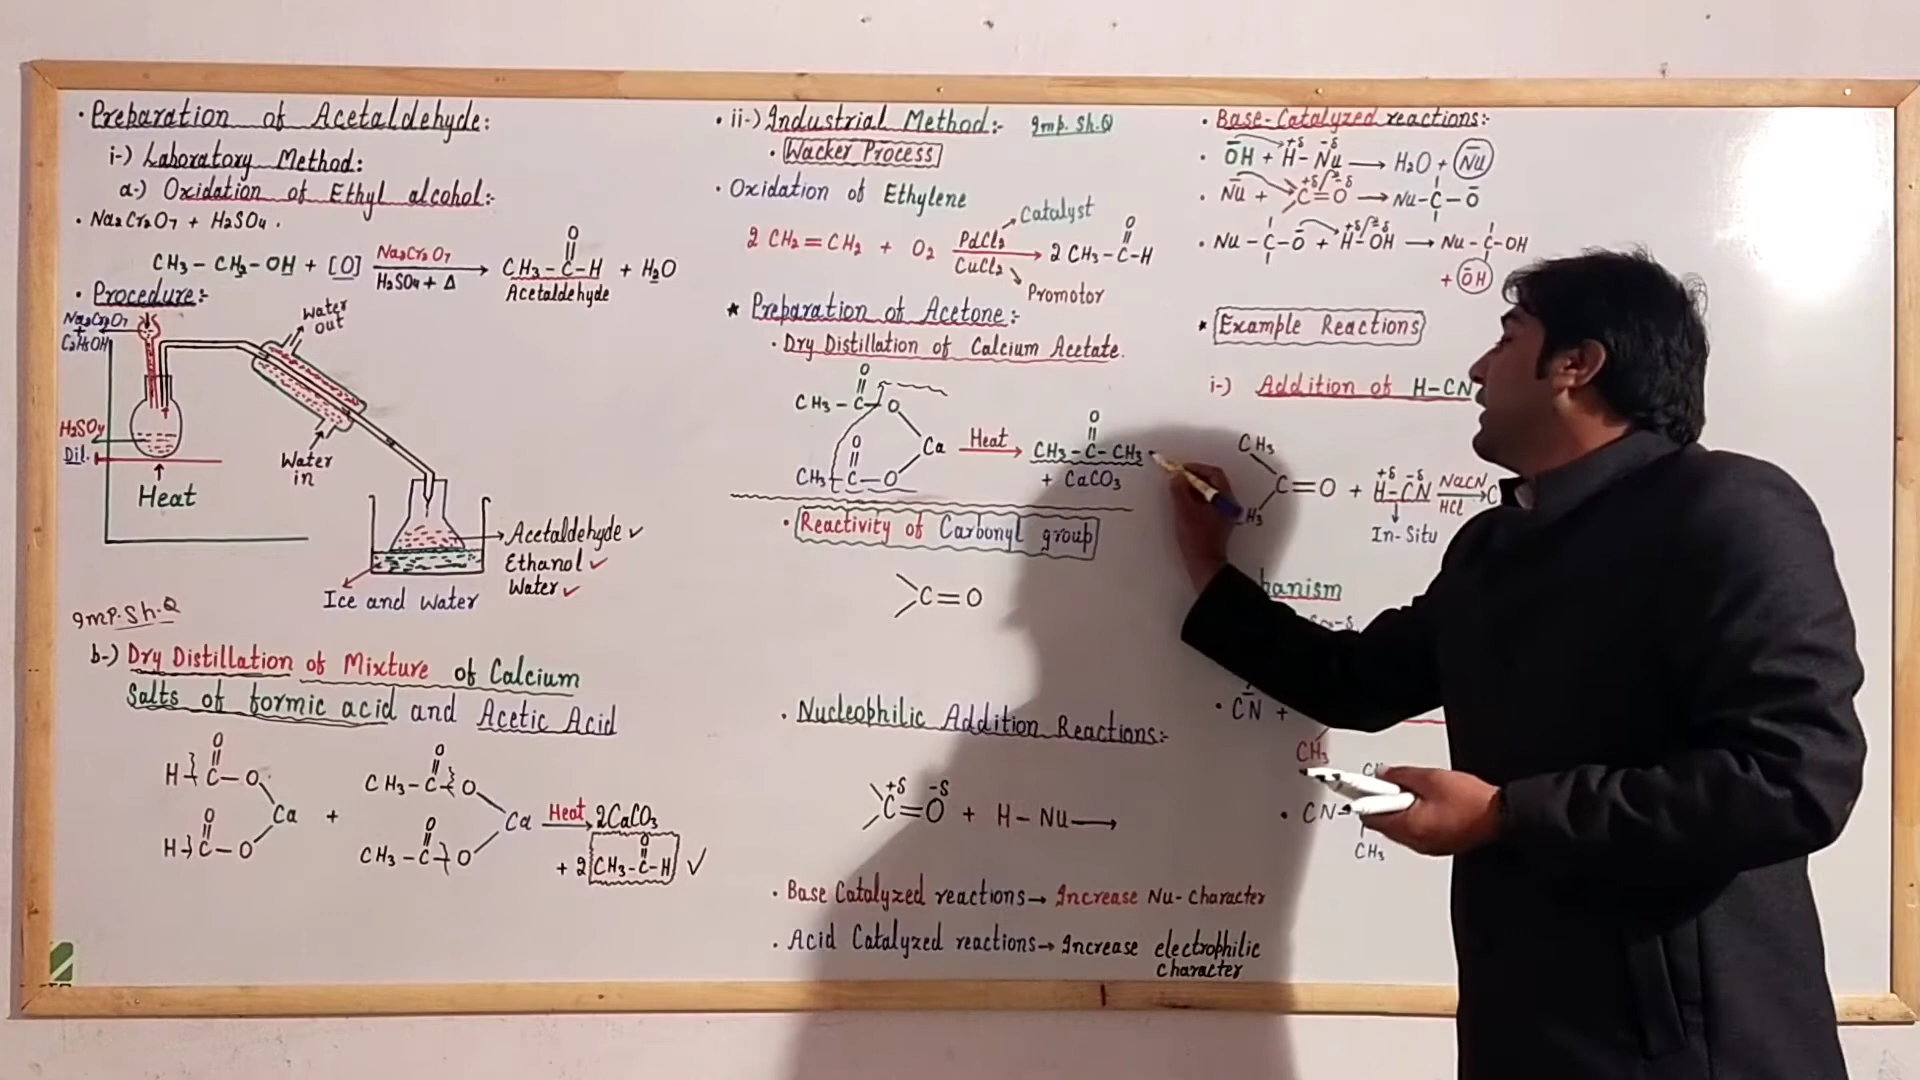 · Preparation of Acetaldehyde:
i-) Laboratory Method:
a-) Oxidation of Ethyl alcohol:-
· Na2Cr2O7 + H2SO4.
O
CH3 - CH2 - OH + [O] Na2Cr2O7 CH3 - C - H + H2O
H2SO4 + Δ Acetaldehyde
· Procedure:-
Na2Cr2O7
+
C2H5OH
Water out
H2SO4
Dil.
Heat
Water in
Acetaldehyde ✓
Ethanol ✓
Water ✓
Ice and Water
Imp. Sh.Q
b-) Dry Distillation of Mixture of Calcium
Salts of formic acid and Acetic Acid
O O
H - C - O CH3 - C - O
Ca + Ca Heat → 2CaCO3
O O O
H - C - O CH3 - C - O + 2 CH3 - C - H ✓
· ii-) Industrial Method:- Imp. Sh.Q
· Wacker Process
· Oxidation of Ethylene
Catalyst
O
2 CH2 = CH2 + O2 PdCl2 → 2 CH3 - C - H
CuCl2
Promotor
* Preparation of Acetone:-
· Dry Distillation of Calcium Acetate.
O
CH3 - C - O O
Ca Heat → CH3 - C - CH3
O + CaCO3
CH3 - C - O
· Reactivity of Carbonyl group
C = O
· Nucleophilic Addition Reactions:-
+δ -δ
C = O + H - Nu →
· Base Catalyzed reactions → Increase Nu- character
· Acid Catalyzed reactions → Increase electrophilic
character
· Base-Catalyzed reactions:-
+δ -δ
· ŌH + H - Nu → H2O + N̄u
+δ -δ
· N̄u + C = O → Nu - C - Ō
+δ -δ
· Nu - C - Ō + H - OH → Nu - C - OH
+ ŌH
* Example Reactions
i-) Addition of H-CN
CH3
+δ -δ
C = O + H - CN NaCN → C
H3 HCl
In-Situ
hanism
-δ
· C̄N +
CH3
· CN -
CH3